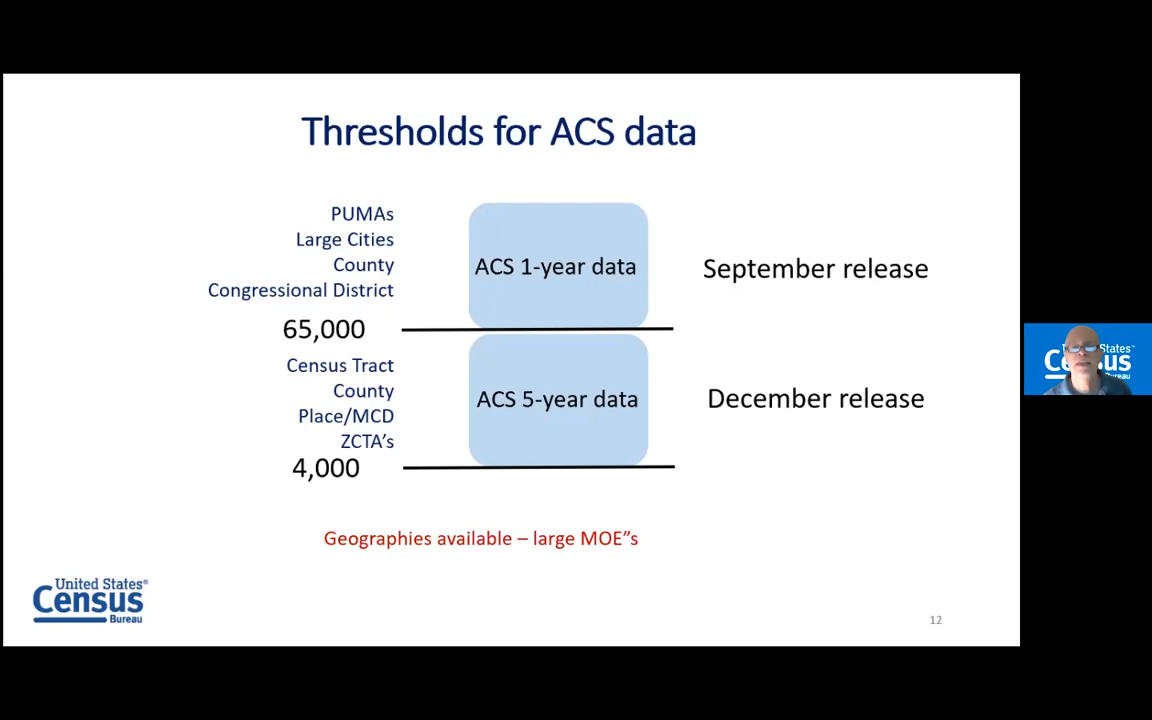 Thresholds for ACS data
PUMAs
Large Cities
County
Congressional District
ACS 1-year data
September release
65,000
Census Tract
County
Place/MCD
ZCTA's
ACS 5-year data
December release
4,000
Geographies available – large MOE”s
United States®
Census
Bureau
12
States™
Bureau